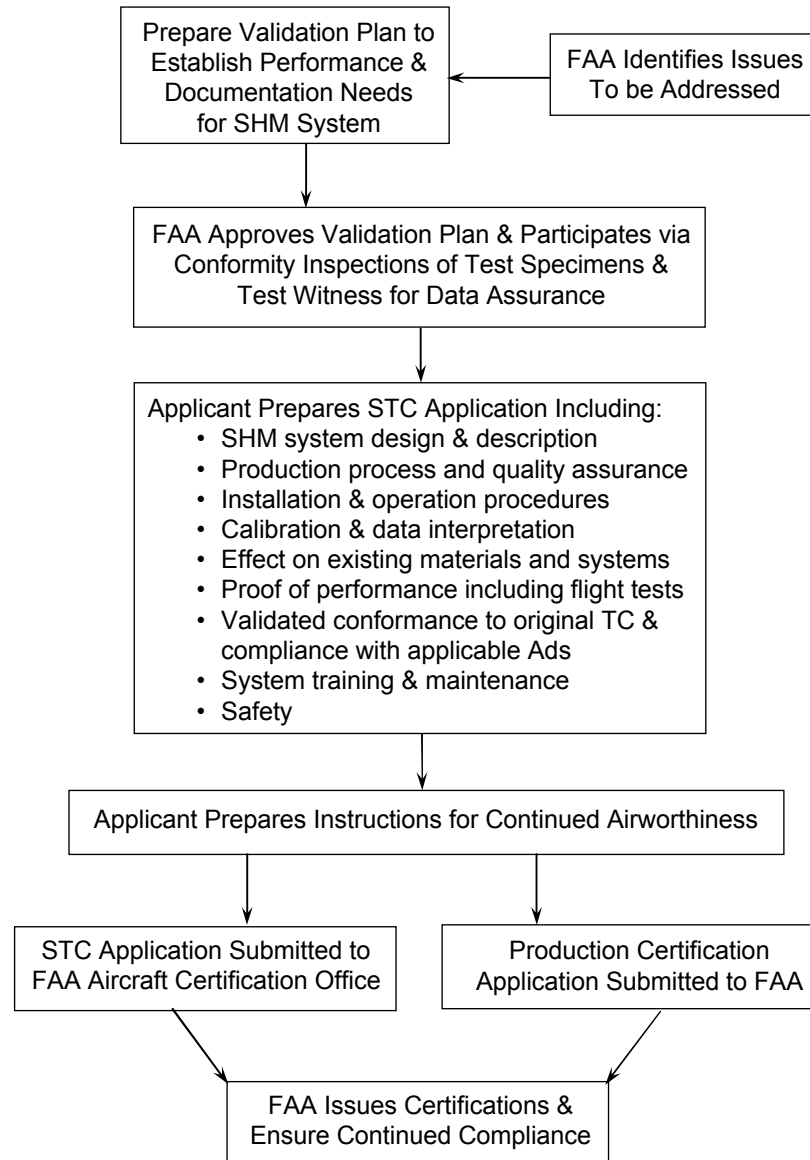 Prepare Validation Plan to
Establish Performance &
Documentation Needs
for SHM System
FAA Identifies Issues
To be Addressed
FAA Approves Validation Plan & Participates via
Conformity Inspections of Test Specimens &
Test Witness for Data Assurance
Applicant Prepares STC Application Including:
• SHM system design & description
• Production process and quality assurance
• Installation & operation procedures
• Calibration & data interpretation
• Effect on existing materials and systems
• Proof of performance including flight tests
• Validated conformance to original TC &
compliance with applicable Ads
• System training & maintenance
• Safety
Applicant Prepares Instructions for Continued Airworthiness
STC Application Submitted to
FAA Aircraft Certification Office
Production Certification
Application Submitted to FAA
FAA Issues Certifications &
Ensure Continued Compliance